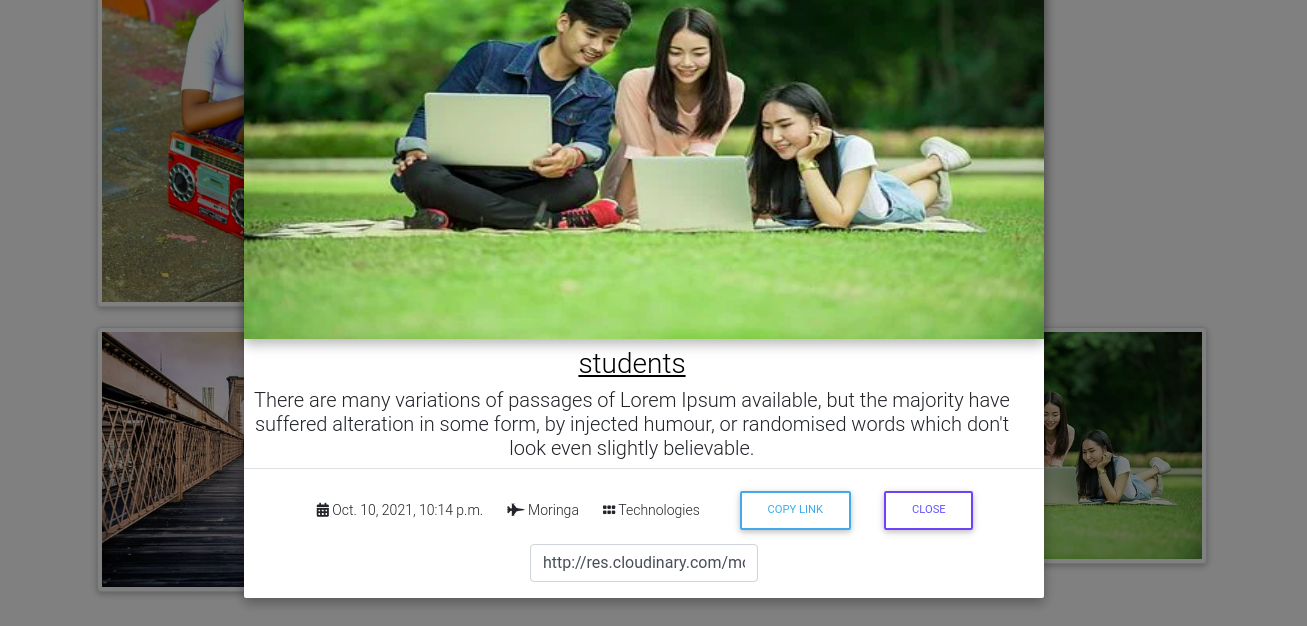 students
There are many variations of passages of Lorem Ipsum available, but the majority have
suffered alteration in some form, by injected humour, or randomised words which don't
look even slightly believable.
Oct. 10, 2021, 10:14 p.m. Moringa Technologies COPY LINK CLOSE
http://res.cloudinary.com/mo